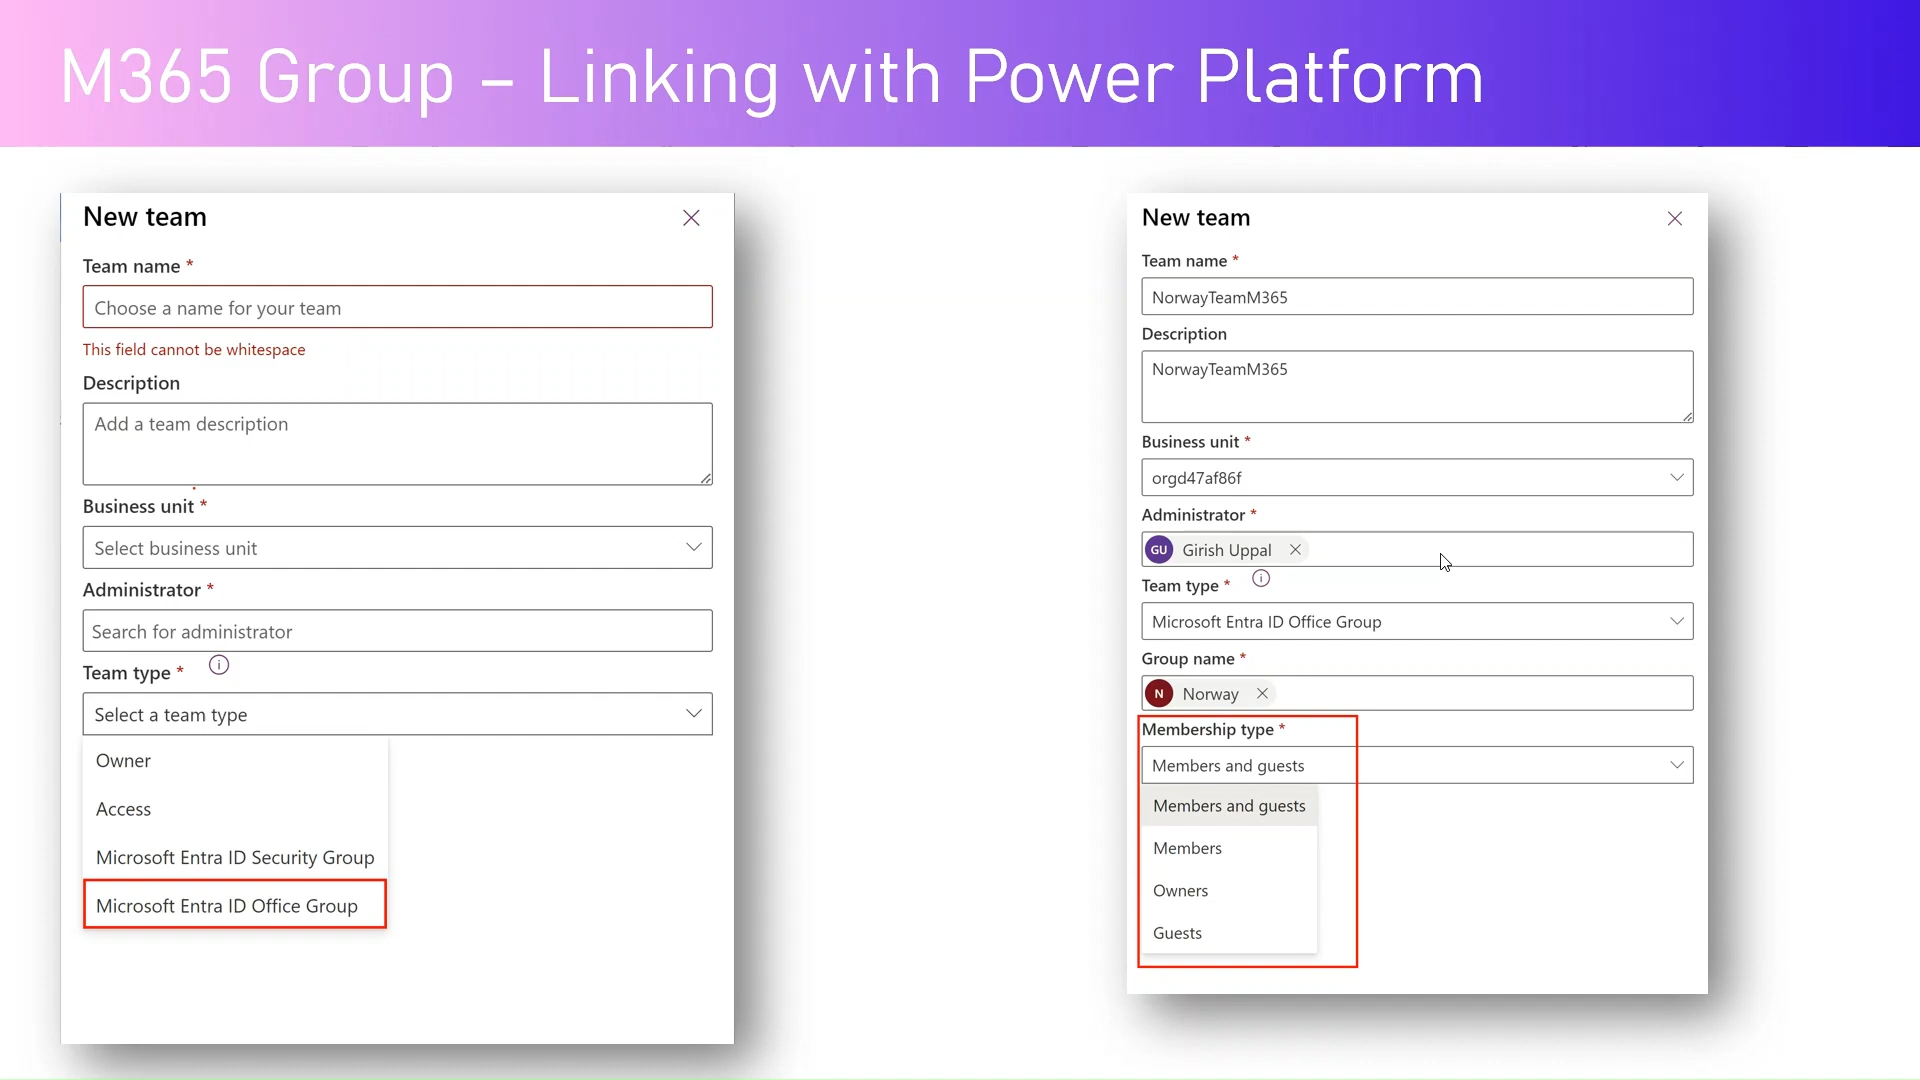 M365 Group – Linking with Power Platform
New team
Team name *
Choose a name for your team
This field cannot be whitespace
Description
Add a team description
Business unit *
Select business unit
Administrator *
Search for administrator
Team type *
Select a team type
Owner
Access
Microsoft Entra ID Security Group
Microsoft Entra ID Office Group
New team
Team name *
NorwayTeamM365
Description
NorwayTeamM365
Business unit *
orgd47af86f
Administrator *
GU Girish Uppal
Team type *
Microsoft Entra ID Office Group
Group name *
N Norway
Membership type *
Members and guests
Members and guests
Members
Owners
Guests